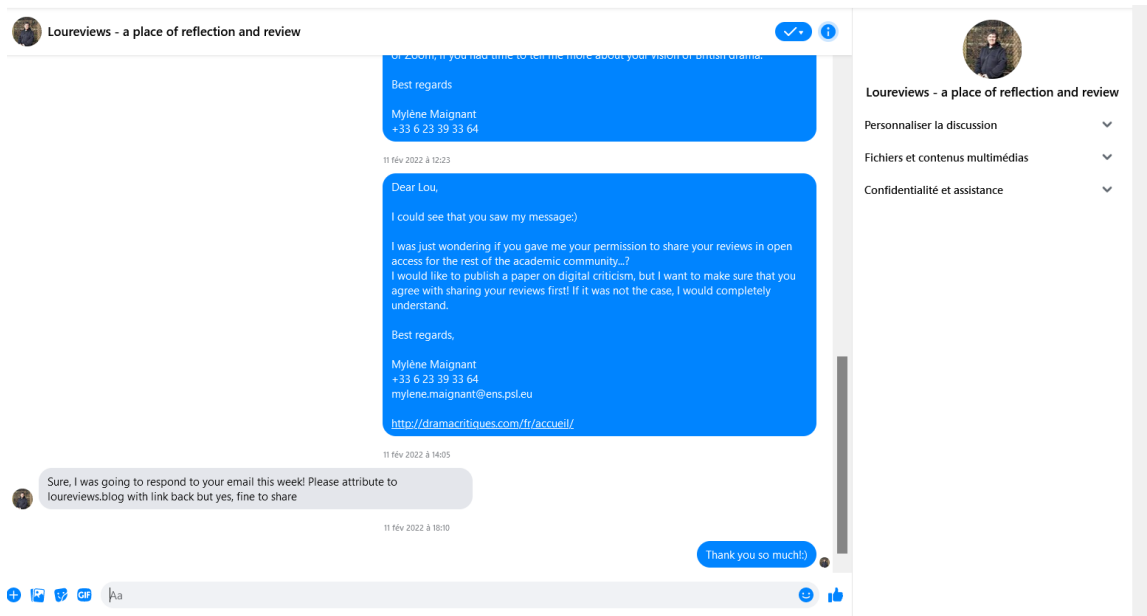 Loureviews - a place of reflection and review
of Zoom, if you had time to tell me more about your vision of British drama.
Best regards
Mylène Maignant
+33 6 23 39 33 64
11 fév 2022 à 12:23
Dear Lou,
I could see that you saw my message:)
I was just wondering if you gave me your permission to share your reviews in open
access for the rest of the academic community...?
I would like to publish a paper on digital criticism, but I want to make sure that you
agree with sharing your reviews first! If it was not the case, I would completely
understand.
Best regards,
Mylène Maignant
+33 6 23 39 33 64
mylene.maignant@ens.psl.eu
http://dramacritiques.com/fr/accueil/
11 fév 2022 à 14:05
Sure, I was going to respond to your email this week! Please attribute to
loureviews.blog with link back but yes, fine to share
11 fév 2022 à 18:10
Thank you so much!:)
GIF
Aa
Loureviews - a place of reflection and review
Personnaliser la discussion
Fichiers et contenus multimédias
Confidentialité et assistance